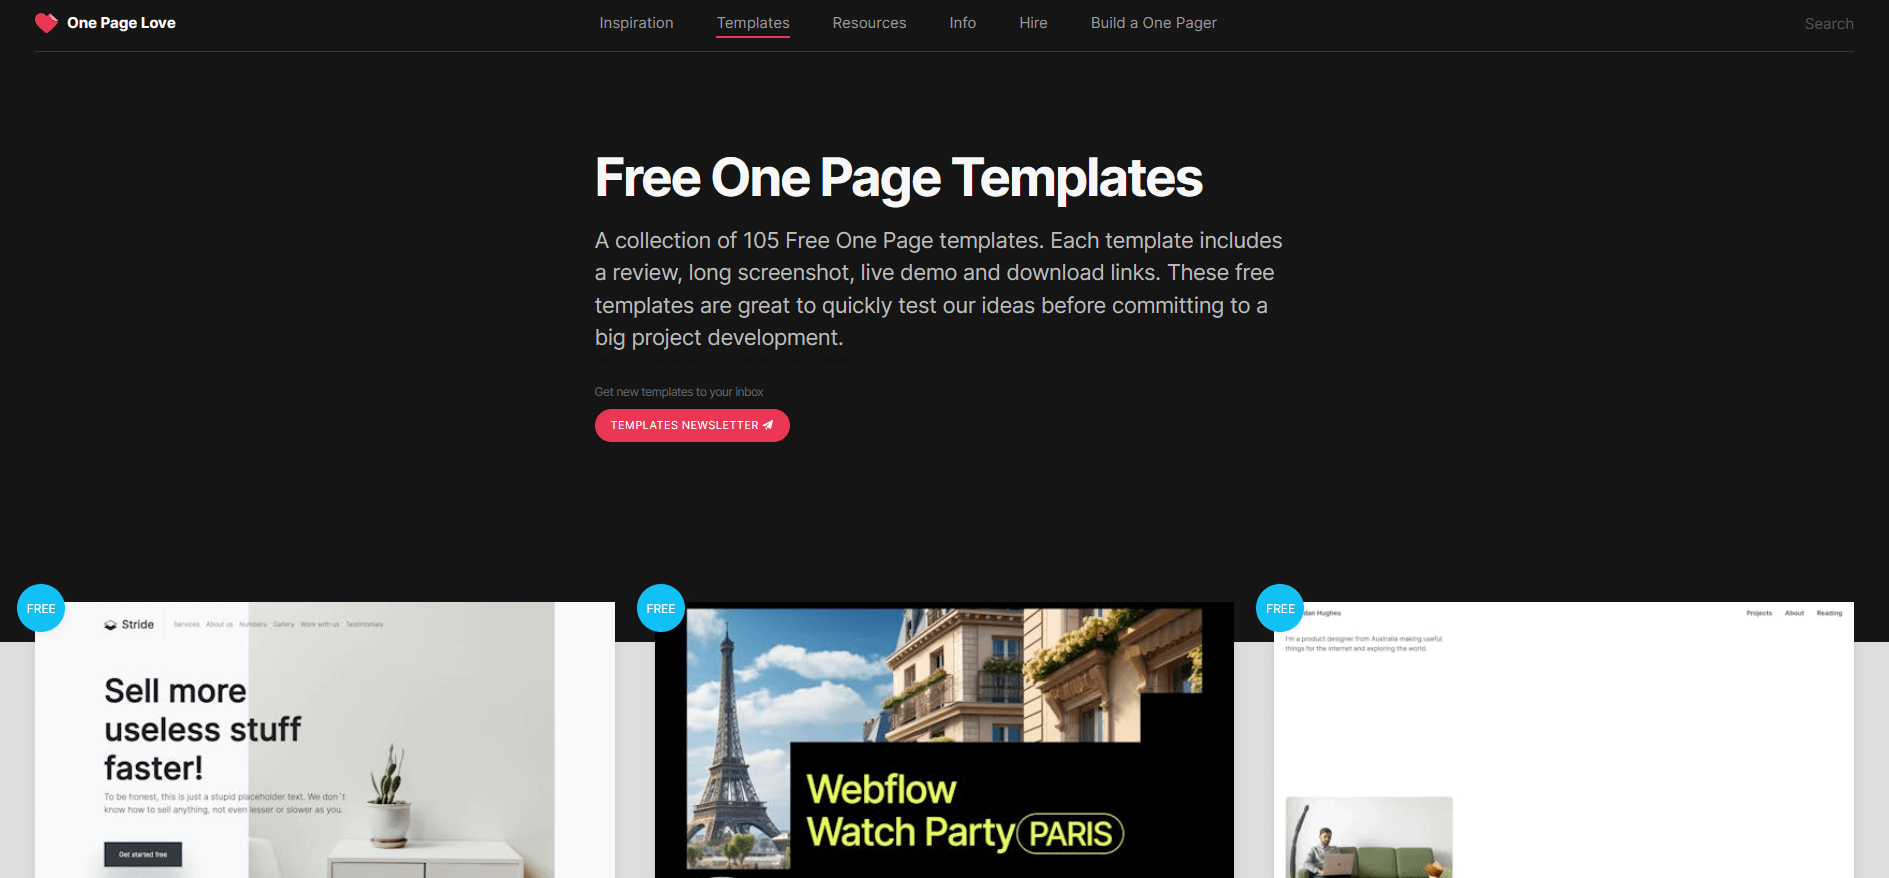 One Page Love
Inspiration
Templates
Resources
Info
Hire
Build a One Pager
Search
Free One Page Templates
A collection of 105 Free One Page templates. Each template includes
a review, long screenshot, live demo and download links. These free
templates are great to quickly test our ideas before committing to a
big project development.
Get new templates to your inbox
TEMPLATES NEWSLETTER
FREE
Stride
Services
About us
Numbers
Gallery
Work with us
Testimonials
Sell more
useless stuff
faster!
To be honest, this is just a stupid placeholder text. We don´t
know how to sell anything, not even lesser or slower as you.
Get started free
FREE
Webflow
Watch Party PARIS
FREE
Hughes
Projects
About
Reading
I'm a product designer from Australia making useful
things for the internet and exploring the world.